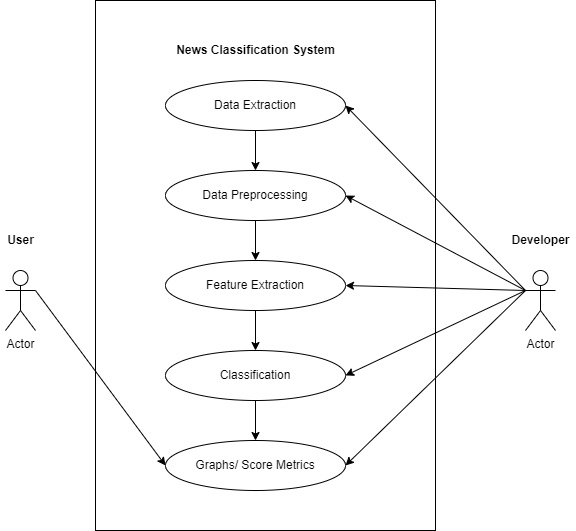 News Classification System
Data Extraction
Data Preprocessing
User
Developer
Feature Extraction
Actor
Actor
Classification
Graphs/ Score Metrics